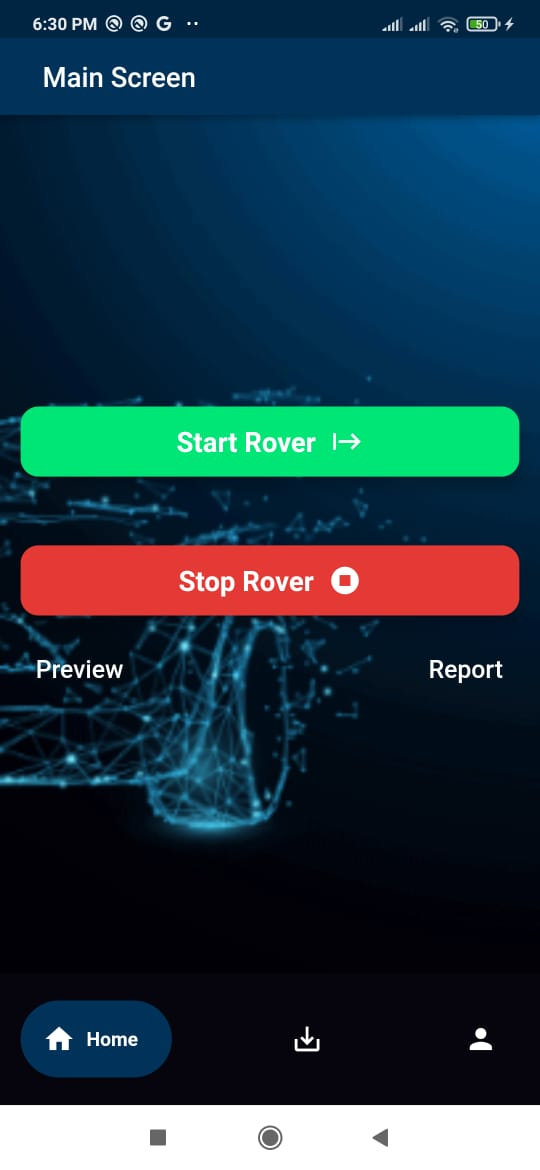 6:30 PM G 50
Main Screen
Start Rover
Stop Rover
Preview Report
Home